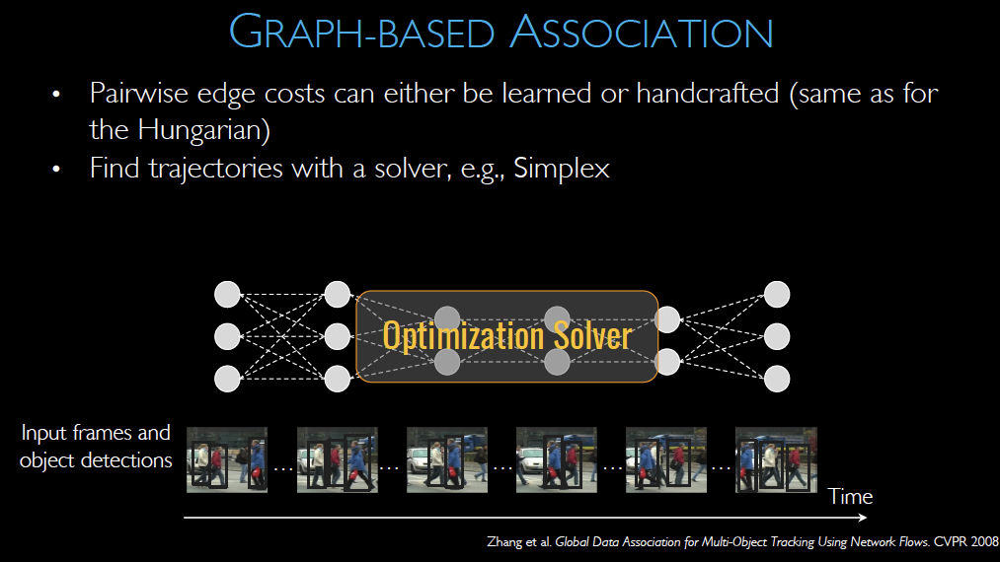 GRAPH-BASED ASSOCIATION
• Pairwise edge costs can either be learned or handcrafted (same as for
the Hungarian)
• Find trajectories with a solver, e.g., Simplex
Optimization Solver
Input frames and
object detections
... ... ... ... ...
Time
Zhang et al. Global Data Association for Multi-Object Tracking Using Network Flows. CVPR 2008